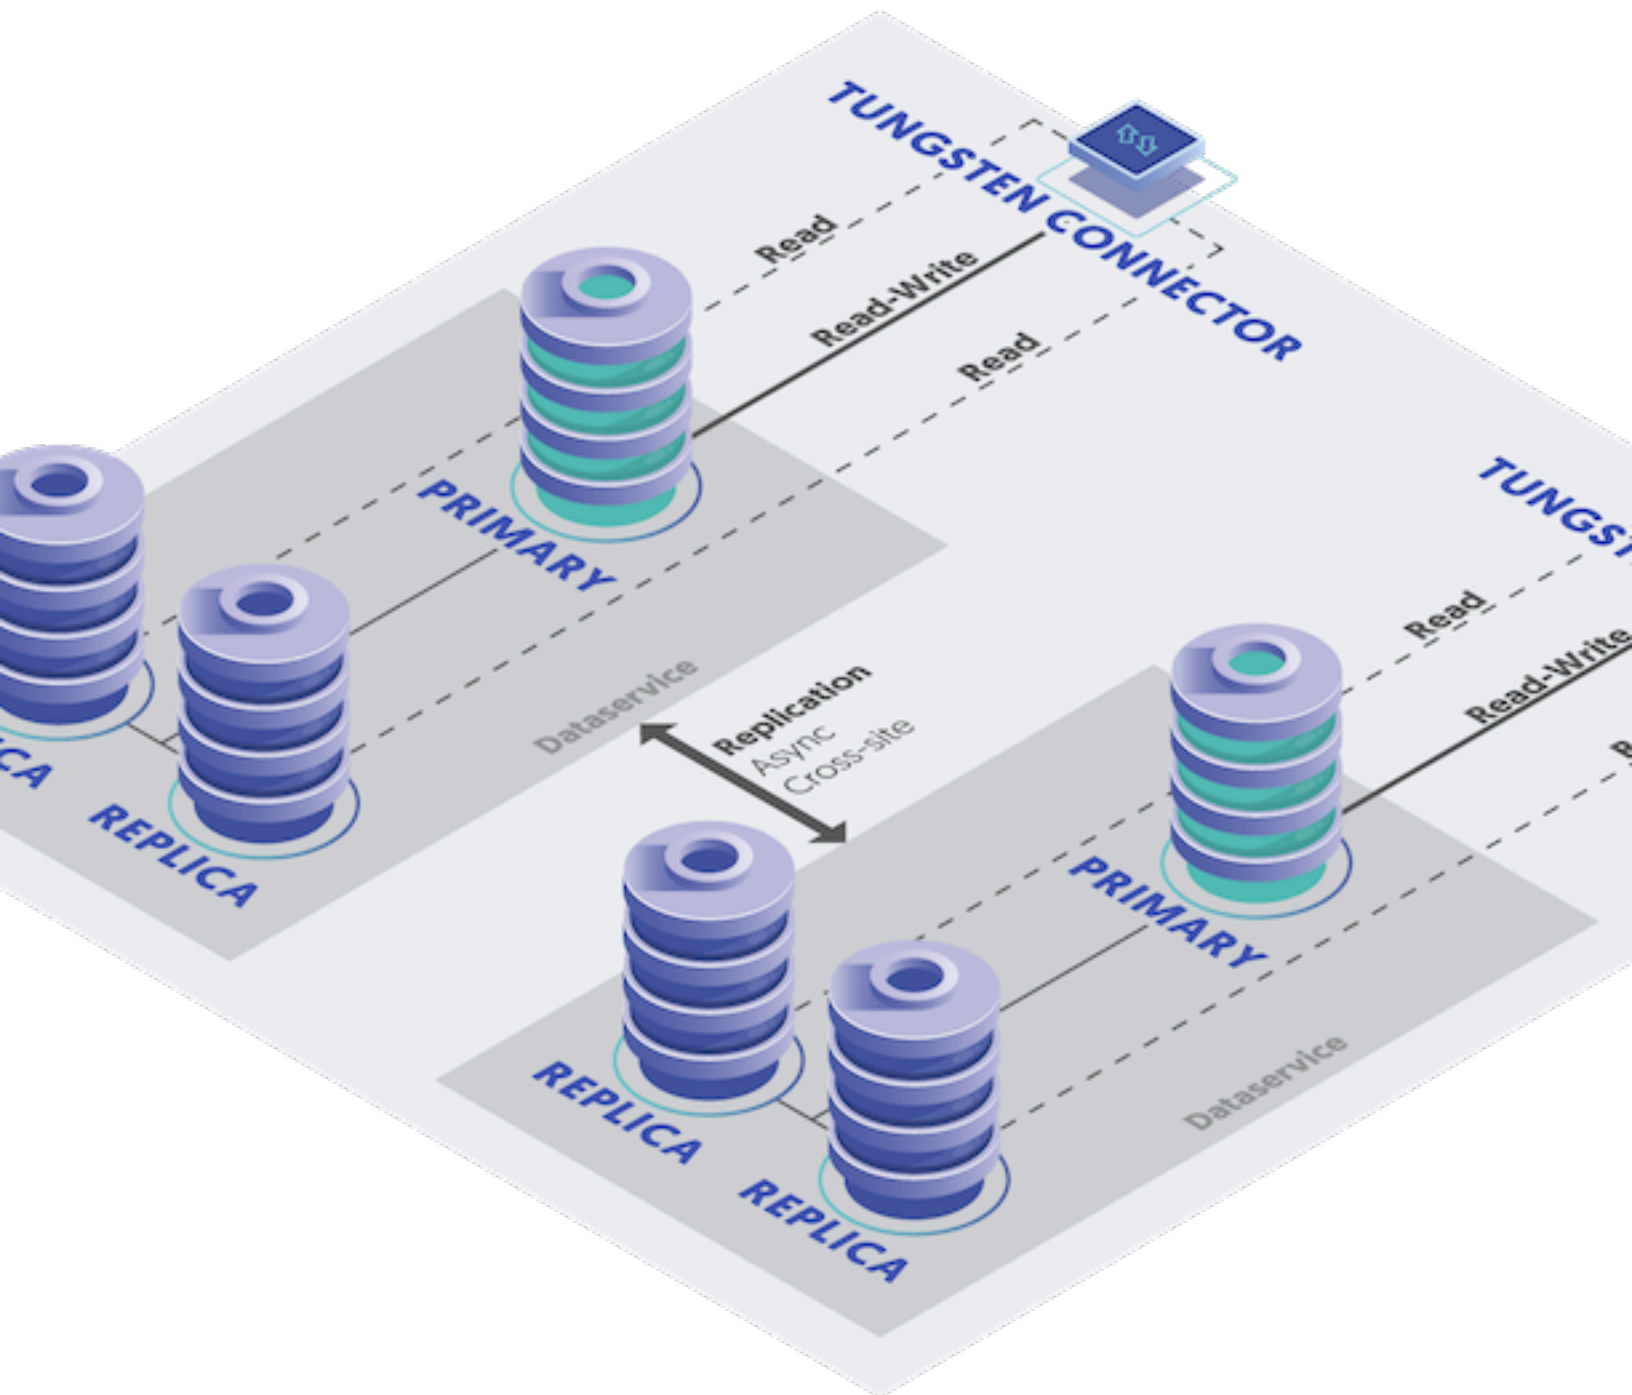 TUNGSTEN CONNECTOR
Read
Read-Write
Read
PRIMARY
REPLICA
Dataservice
Replication
Async
Cross-site
Read
Read-Write
PRIMARY
REPLICA
REPLICA
Dataservice